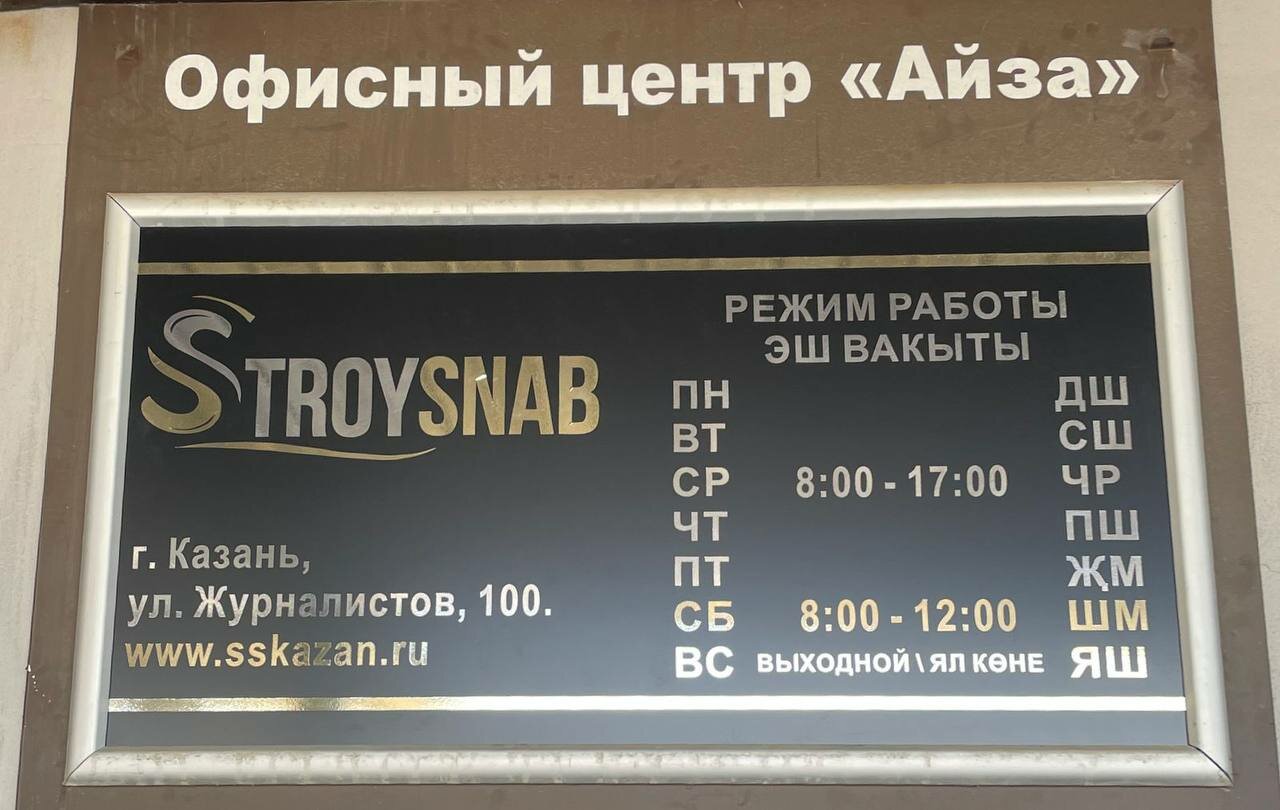 Офисный центр «Айза»
STROYSNAB
г. Казань,
ул. Журналистов, 100.
www.sskazan.ru
РЕЖИМ РАБОТЫ
ЭШ ВАКЫТЫ
ПН ДШ
ВТ СШ
СР 8:00 - 17:00 ЧР
ЧТ ПШ
ПТ ҖМ
СБ 8:00 - 12:00 ШМ
ВС ВЫХОДНОЙ \ ЯЛ КӨНЕ ЯШ